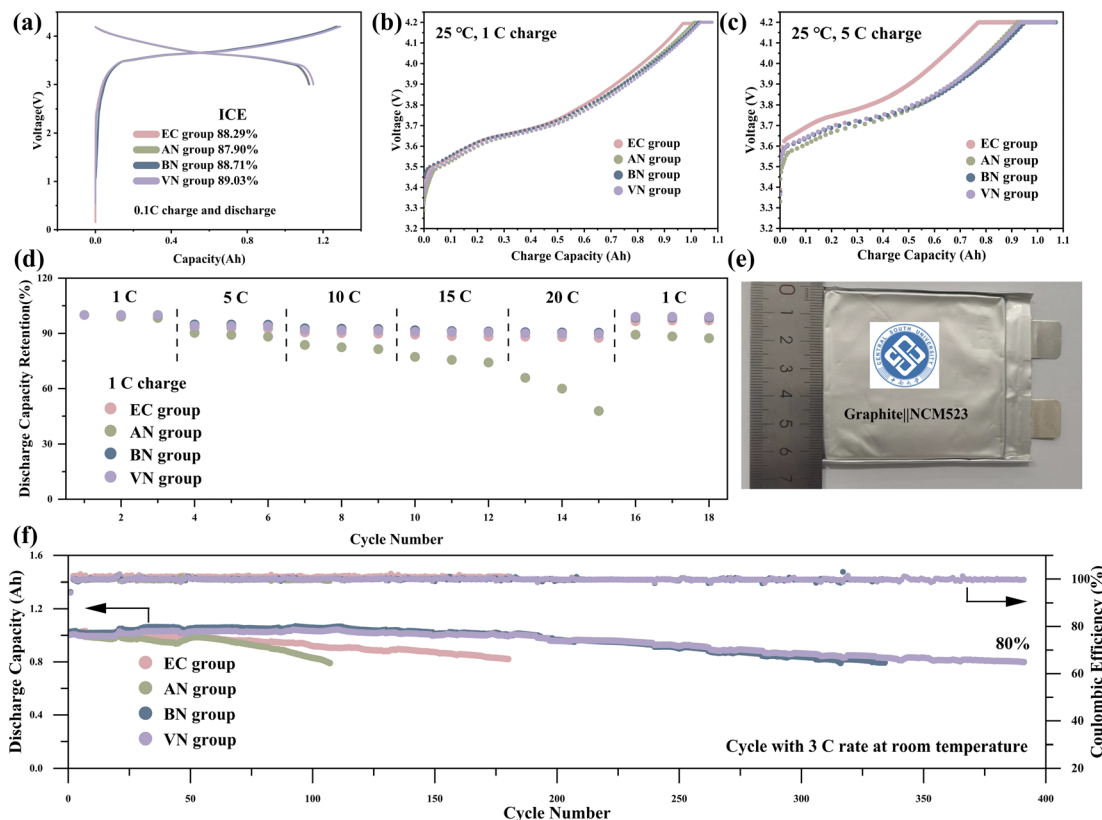 (a)
Voltage(V)
4
3
2
1
0
ICE
EC group 88.29%
AN group 87.90%
BN group 88.71%
VN group 89.03%
0.1C charge and discharge
0.0 0.4 0.8 1.2
Capacity(Ah)
(b)
25 °C, 1 C charge
Voltage (V)
4.2
4.1
4.0
3.9
3.8
3.7
3.6
3.5
3.4
3.3
3.2
EC group
AN group
BN group
VN group
0.0 0.1 0.2 0.3 0.4 0.5 0.6 0.7 0.8 0.9 1.0 1.1
Charge Capacity (Ah)
(c)
25 °C, 5 C charge
Voltage (V)
4.2
4.1
4.0
3.9
3.8
3.7
3.6
3.5
3.4
3.3
3.2
EC group
AN group
BN group
VN group
0.0 0.1 0.2 0.3 0.4 0.5 0.6 0.7 0.8 0.9 1.0 1.1
Charge Capacity (Ah)
(d)
Discharge Capacity Retention(%)
120
90
60
30
0
1 C 5 C 10 C 15 C 20 C 1 C
1 C charge
EC group
AN group
BN group
VN group
2 4 6 8 10 12 14 16 18
Cycle Number
(e)
0
1
2
3
4
5
6
7
CENTRAL SOUTH UNIVERSITY
Graphite||NCM523
(f)
Discharge Capacity (Ah)
1.6
1.2
0.8
0.4
0.0
EC group
AN group
BN group
VN group
80%
Cycle with 3 C rate at room temperature
100
80
60
40
20
Coulombic Efficiency (%)
0 50 100 150 200 250 300 350 400
Cycle Number